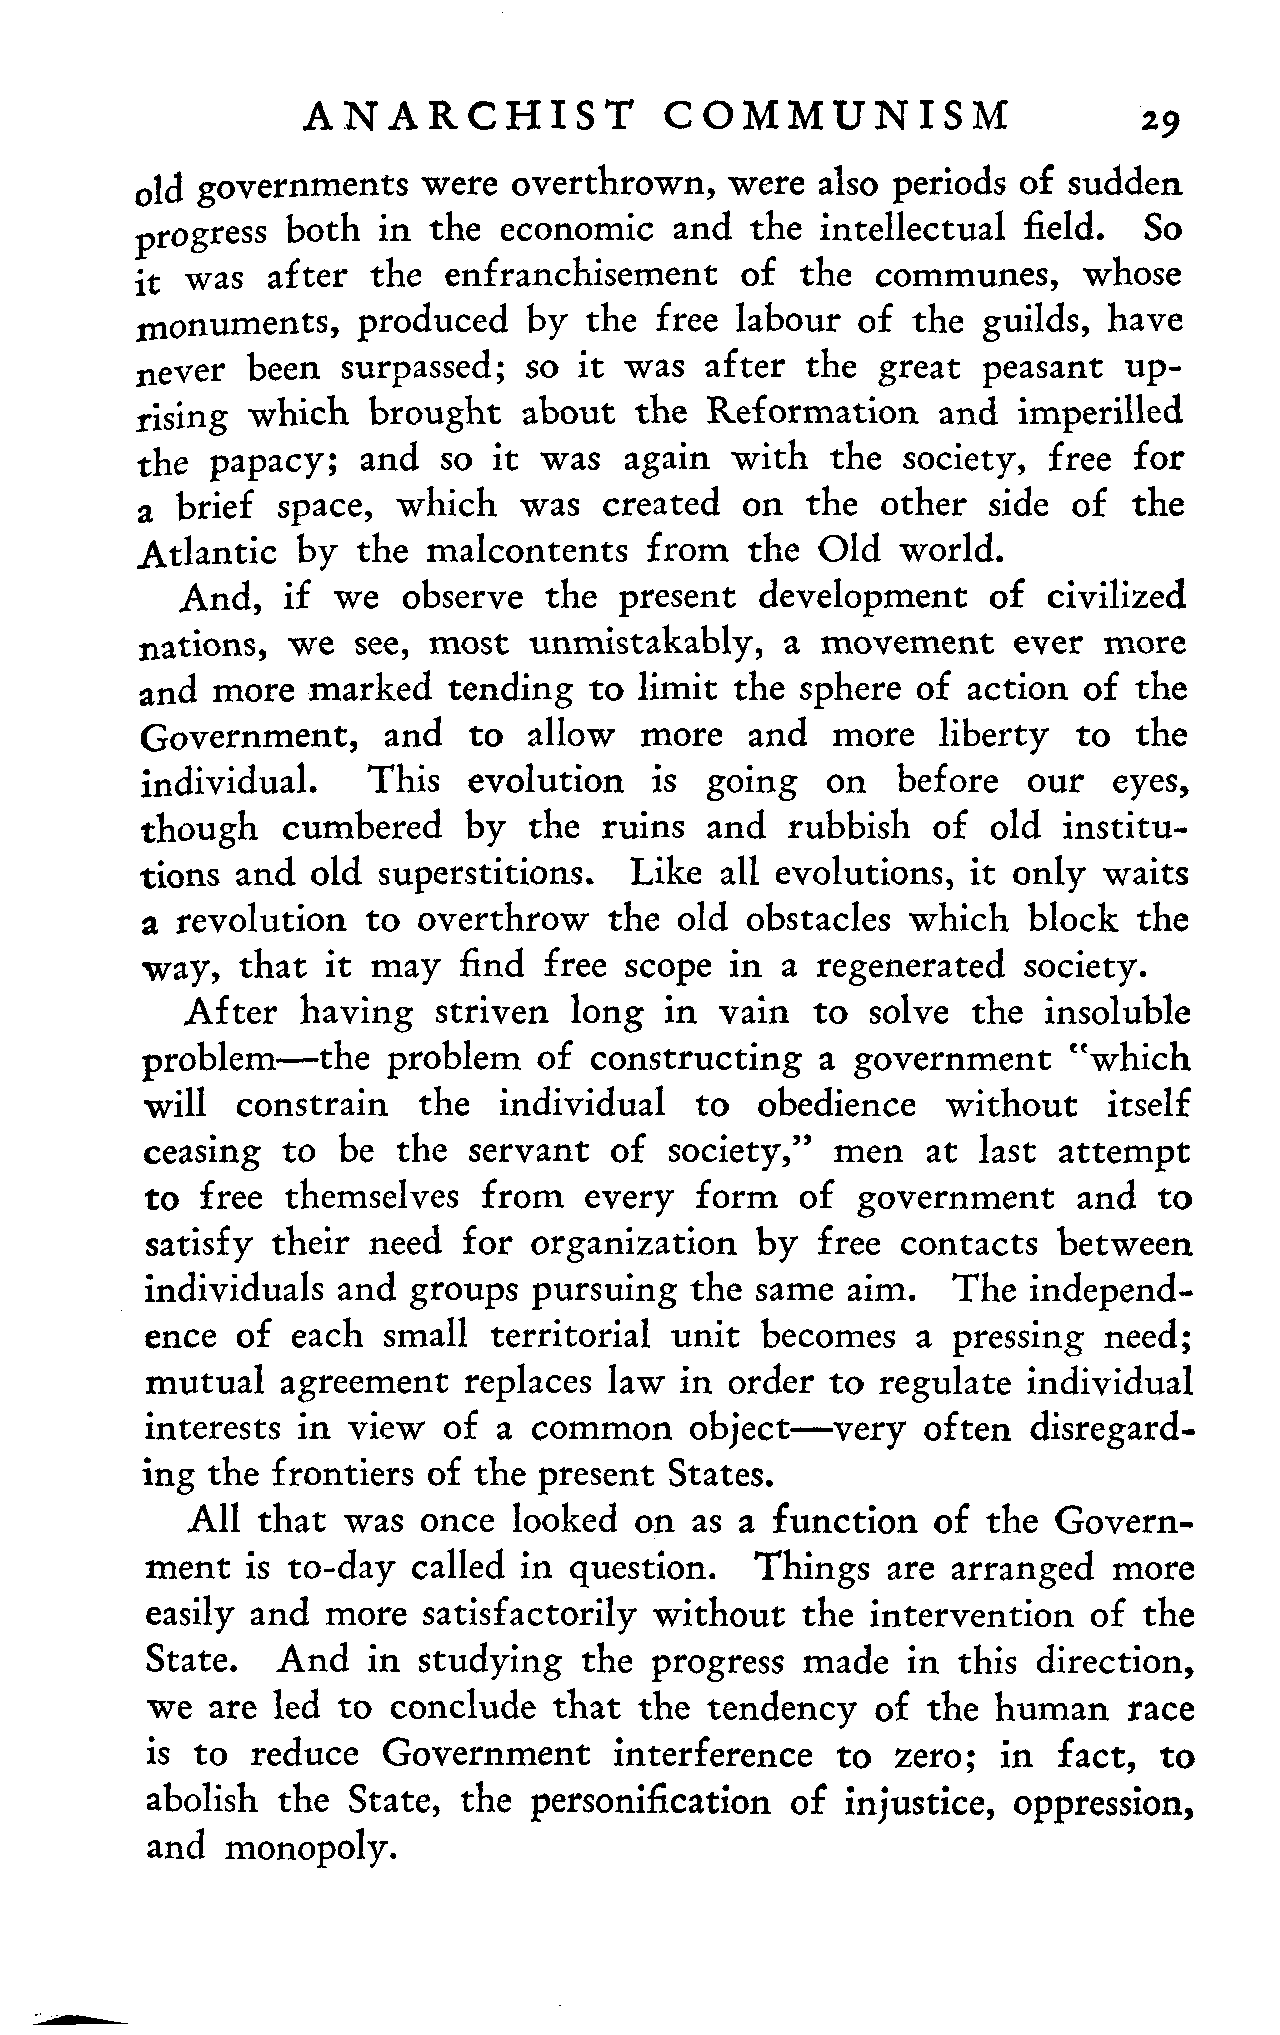 ANARCHIST COMMUNISM 29
old governments were overthrown, were also periods of sudden
progress both in the economic and the intellectual field. So
it was after the enfranchisement of the communes, whose
monuments, produced by the free labour of the guilds, have
never been surpassed; so it was after the great peasant up-
rising which brought about the Reformation and imperilled
the papacy; and so it was again with the society, free for
a brief space, which was created on the other side of the
Atlantic by the malcontents from the Old world.
And, if we observe the present development of civilized
nations, we see, most unmistakably, a movement ever more
and more marked tending to limit the sphere of action of the
Government, and to allow more and more liberty to the
individual. This evolution is going on before our eyes,
though cumbered by the ruins and rubbish of old institu-
tions and old superstitions. Like all evolutions, it only waits
a revolution to overthrow the old obstacles which block the
way, that it may find free scope in a regenerated society.
After having striven long in vain to solve the insoluble
problem—the problem of constructing a government "which
will constrain the individual to obedience without itself
ceasing to be the servant of society," men at last attempt
to free themselves from every form of government and to
satisfy their need for organization by free contacts between
individuals and groups pursuing the same aim. The independ-
ence of each small territorial unit becomes a pressing need;
mutual agreement replaces law in order to regulate individual
interests in view of a common object—very often disregard-
ing the frontiers of the present States.
All that was once looked on as a function of the Govern-
ment is to-day called in question. Things are arranged more
easily and more satisfactorily without the intervention of the
State. And in studying the progress made in this direction,
we are led to conclude that the tendency of the human race
is to reduce Government interference to zero; in fact, to
abolish the State, the personification of injustice, oppression,
and monopoly.